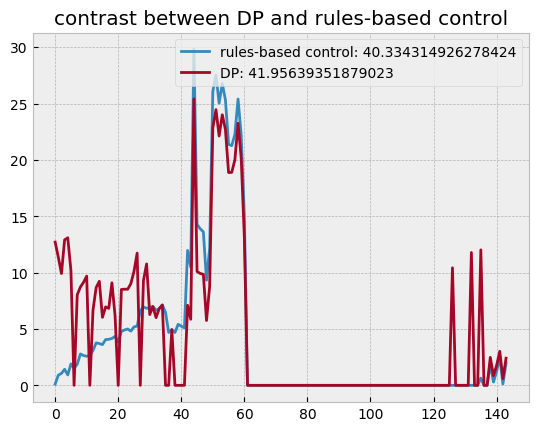 contrast between DP and rules-based control
rules-based control: 40.334314926278424
DP: 41.95639351879023
30
25
20
15
10
5
0
0 20 40 60 80 100 120 140